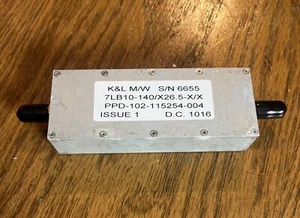 K&L M/W S/N 6655
7LB10-140/X26.5-X/X
PPD-102-115254-004
ISSUE 1 D.C. 1016